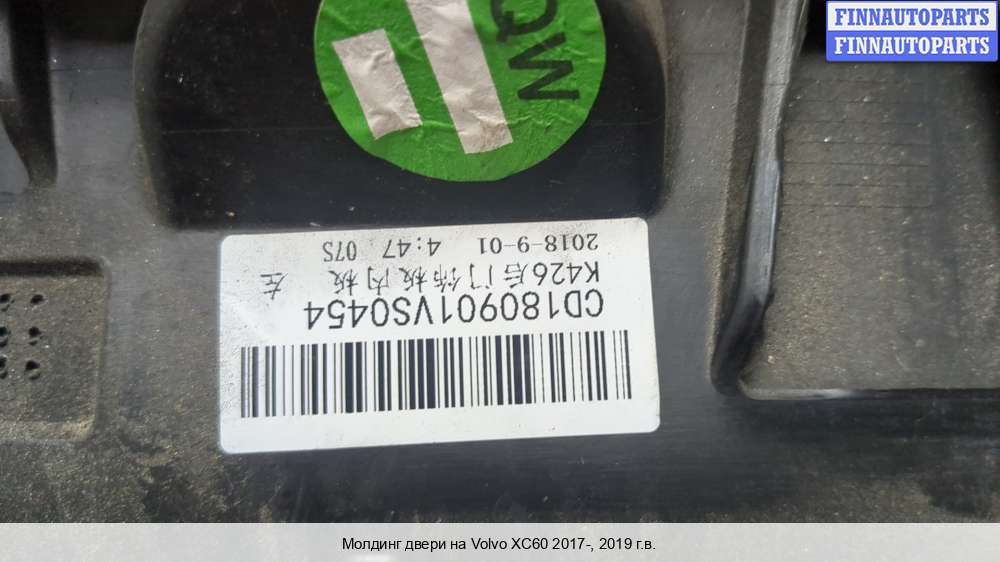 FINNAUTOPARTS
FINNAUTOPARTS
QW
CD180901VS0454
K426后门饰板内板 左
2018-9-01 4:47 07S
Молдинг двери на Volvo XC60 2017-, 2019 г.в.